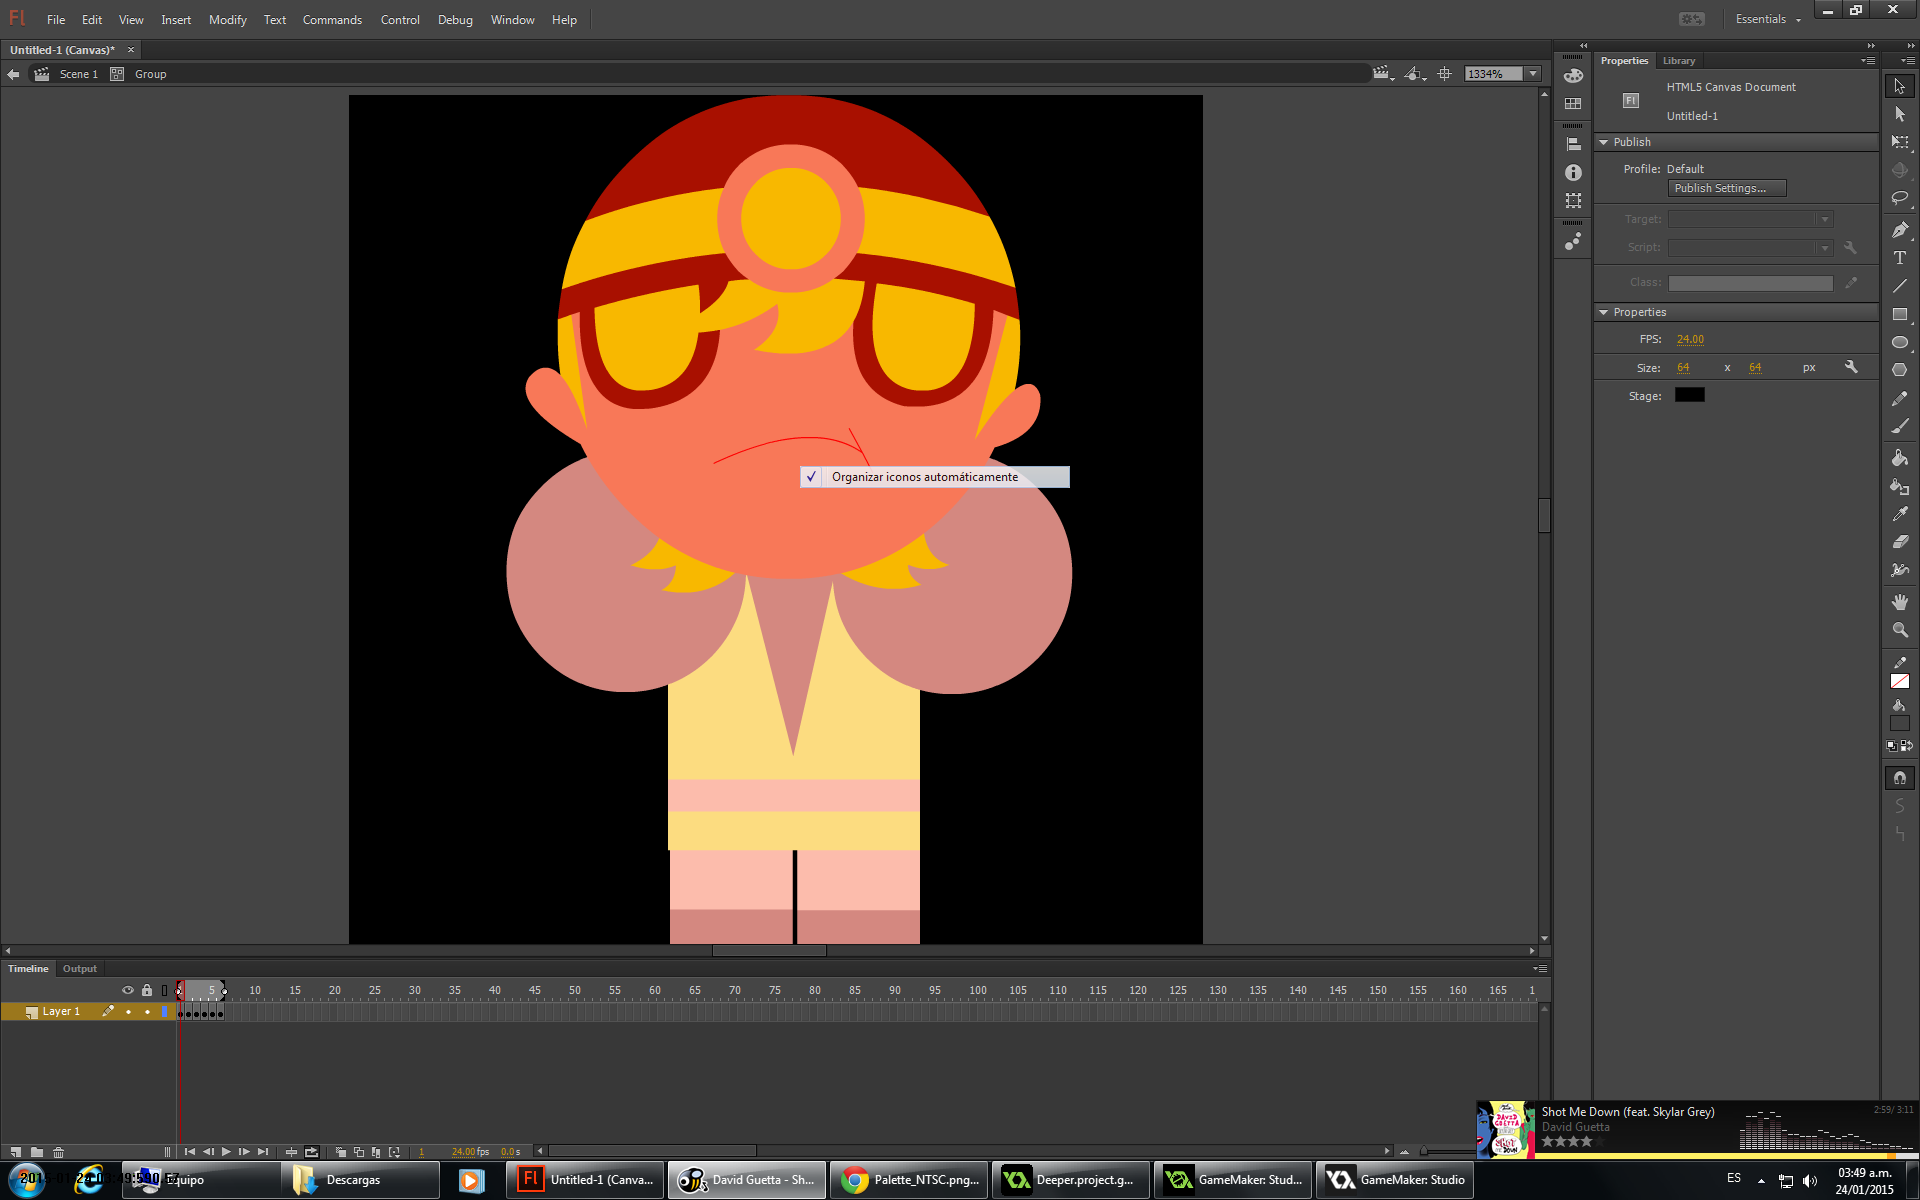 Fl File Edit View Insert Modify Text Commands Control Debug Window Help Essentials
Untitled-1 (Canvas)*
Scene 1 Group 1334%
Properties Library
HTML5 Canvas Document
Fl
Untitled-1
Publish
Profile: Default
Publish Settings...
Target:
Script:
Class:
Properties
FPS: 24.00
Size: 64 x 64 px
Stage:
Organizar iconos automáticamente
Timeline Output
5 10 15 20 25 30 35 40 45 50 55 60 65 70 75 80 85 90 95 100 105 110 115 120 125 130 135 140 145 150 155 160 165 1
Layer 1
1 24.00 fps 0.0 s
Shot Me Down (feat. Skylar Grey) 2:59/ 3:11
David Guetta
DAVID GUETTA
SHOT ME DOWN
Equipo Descargas Untitled-1 (Canva... David Guetta - Sh... Palette_NTSC.png... Deeper.project.g... GameMaker: Stud... GameMaker: Studio ES 03:49 a.m.
24/01/2015